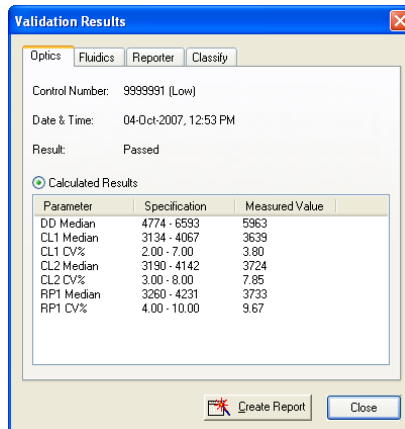 Validation Results
Optics Fluidics Reporter Classify
Control Number: 9999991 (Low)
Date & Time: 04-Oct-2007, 12:53 PM
Result: Passed
Calculated Results
Parameter Specification Measured Value
DD Median 4774 - 6593 5963
CL1 Median 3134 - 4067 3639
CL1 CV% 2.00 - 7.00 3.80
CL2 Median 3190 - 4142 3724
CL2 CV% 3.00 - 8.00 7.85
RP1 Median 3260 - 4231 3733
RP1 CV% 4.00 - 10.00 9.67
Create Report Close